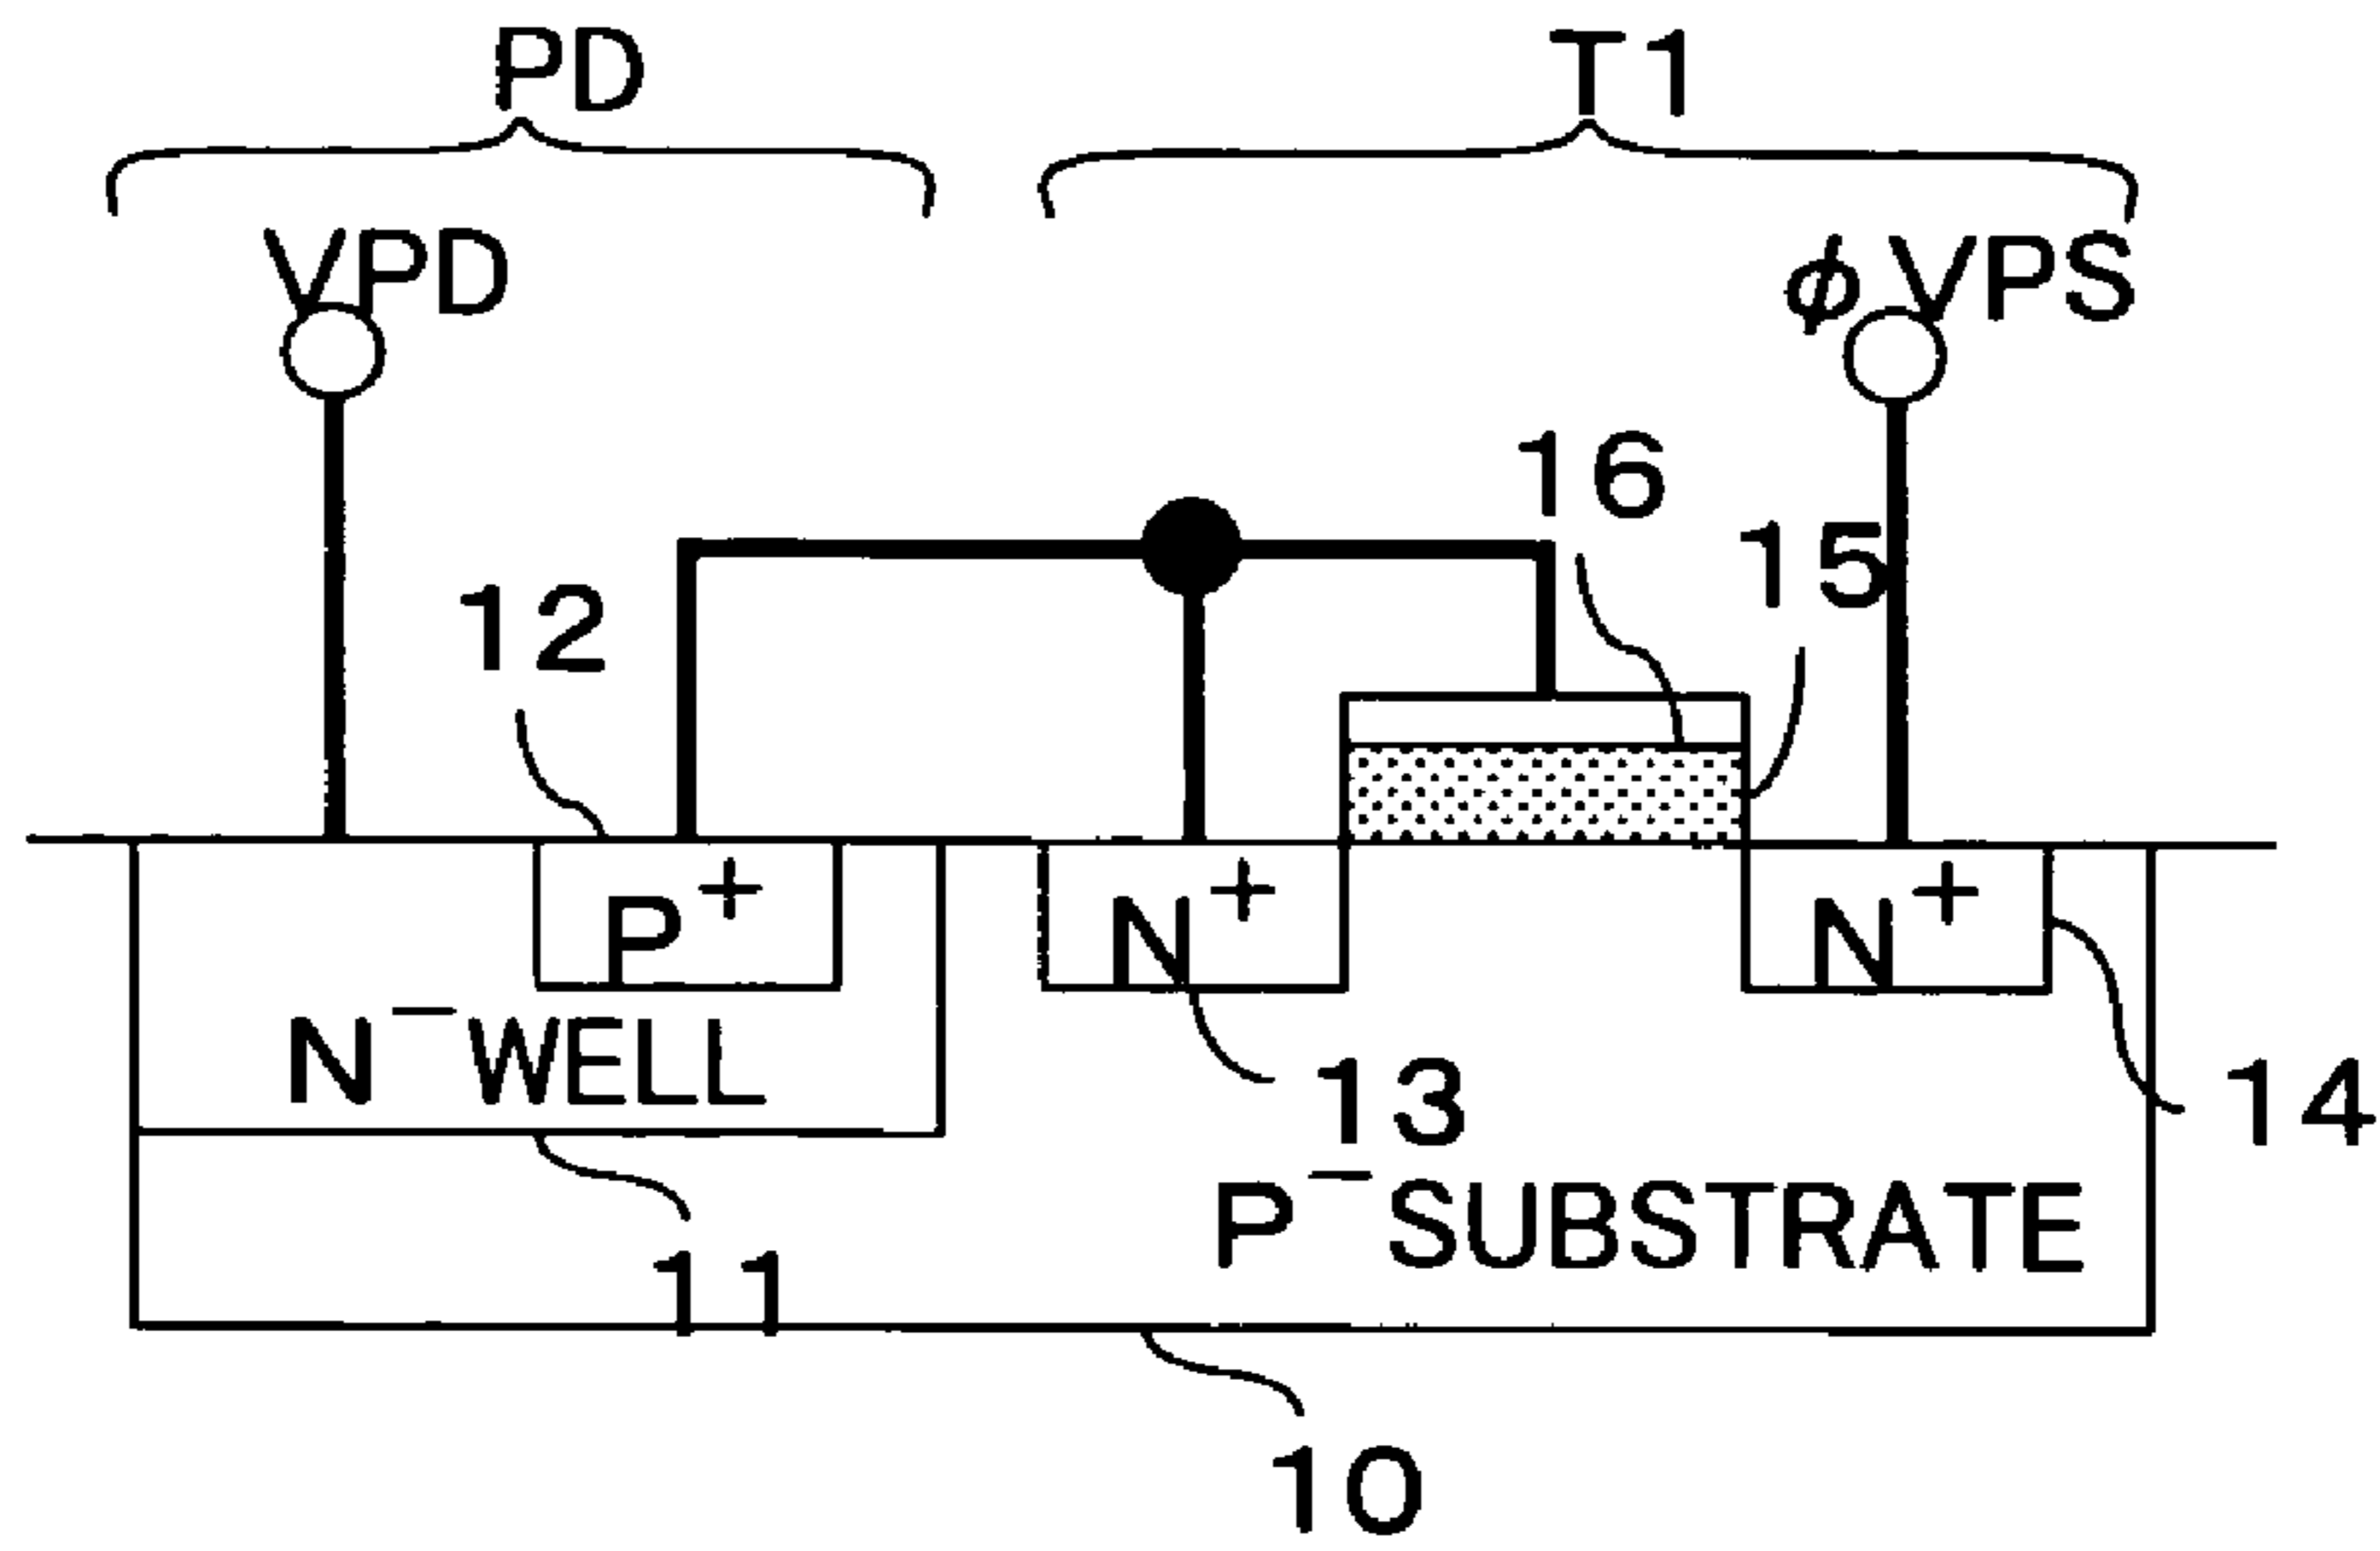 PD T1
VPD φVPS
16
15
12
P+ N+ N+
N−WELL
13 14
P−SUBSTRATE
11
10